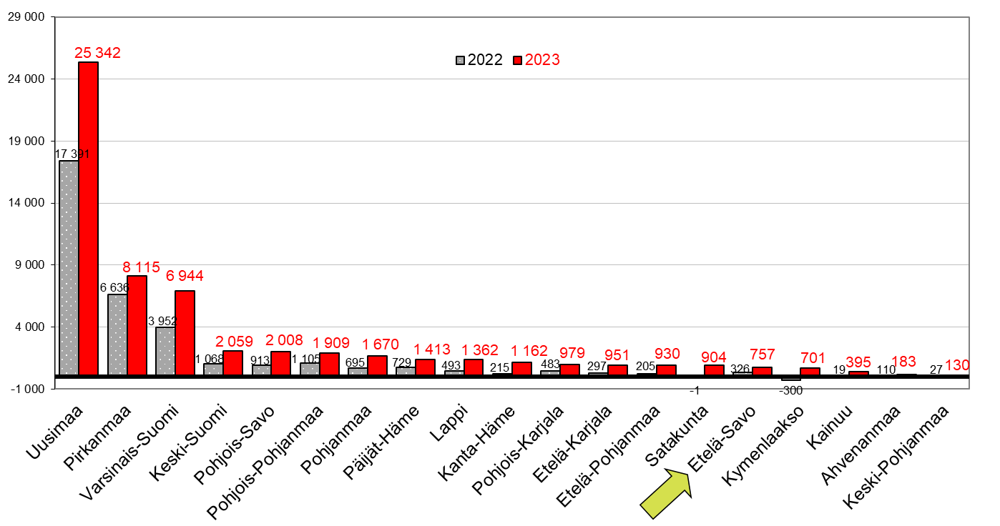 29 000
24 000
19 000
14 000
9 000
4 000
-1 000
2022 2023
17 391 25 342
6 636 8 115
3 952 6 944
1 068 2 059
913 2 008
1 105 1 909
695 1 670
729 1 413
493 1 362
215 1 162
483 979
297 951
205 930
-1 904
326 757
-300 701
19 395
110 183
27 130
Uusimaa
Pirkanmaa
Varsinais-Suomi
Keski-Suomi
Pohjois-Savo
Pohjois-Pohjanmaa
Pohjanmaa
Päijät-Häme
Lappi
Kanta-Häme
Pohjois-Karjala
Etelä-Karjala
Etelä-Pohjanmaa
Satakunta
Etelä-Savo
Kymenlaakso
Kainuu
Ahvenanmaa
Keski-Pohjanmaa